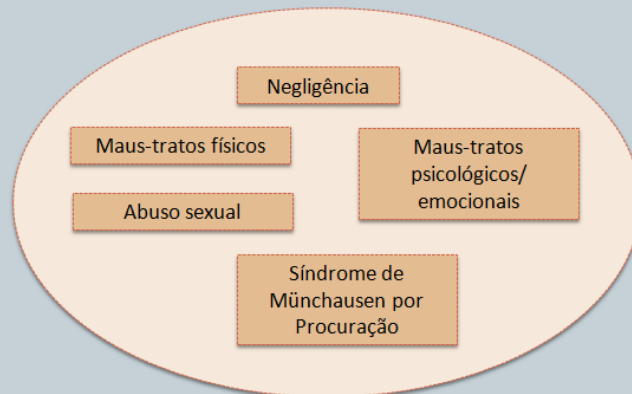 Negligência
Maus-tratos físicos
Maus-tratos
psicológicos/
emocionais
Abuso sexual
Síndrome de
Münchausen por
Procuração